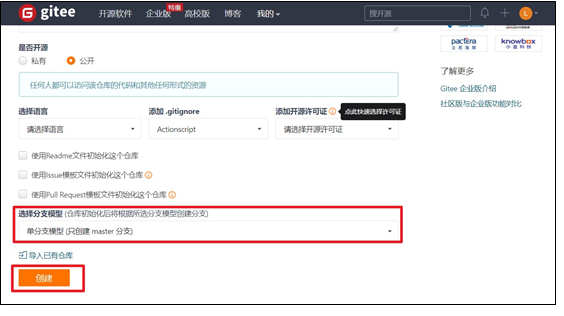 gitee 开源软件 企业版 特惠 高校版 博客 我的 搜开源 L
是否开源
私有 公开
任何人都可以访问该仓库的代码和其他任何形式的资源
选择语言 添加 .gitignore 添加开源许可证 点此快速选择许可证
请选择语言 Actionscript 请选择开源许可证
使用Readme文件初始化这个仓库
使用Issue模板文件初始化这个仓库
使用Pull Request模板文件初始化这个仓库
选择分支模型 (仓库初始化后将根据所选分支模型创建分支)
单分支模型 (只创建 master 分支)
导入已有仓库
创建
pactera knowbox
文思海辉 小盒科技
了解更多
Gitee 企业版介绍
社区版与企业版功能对比